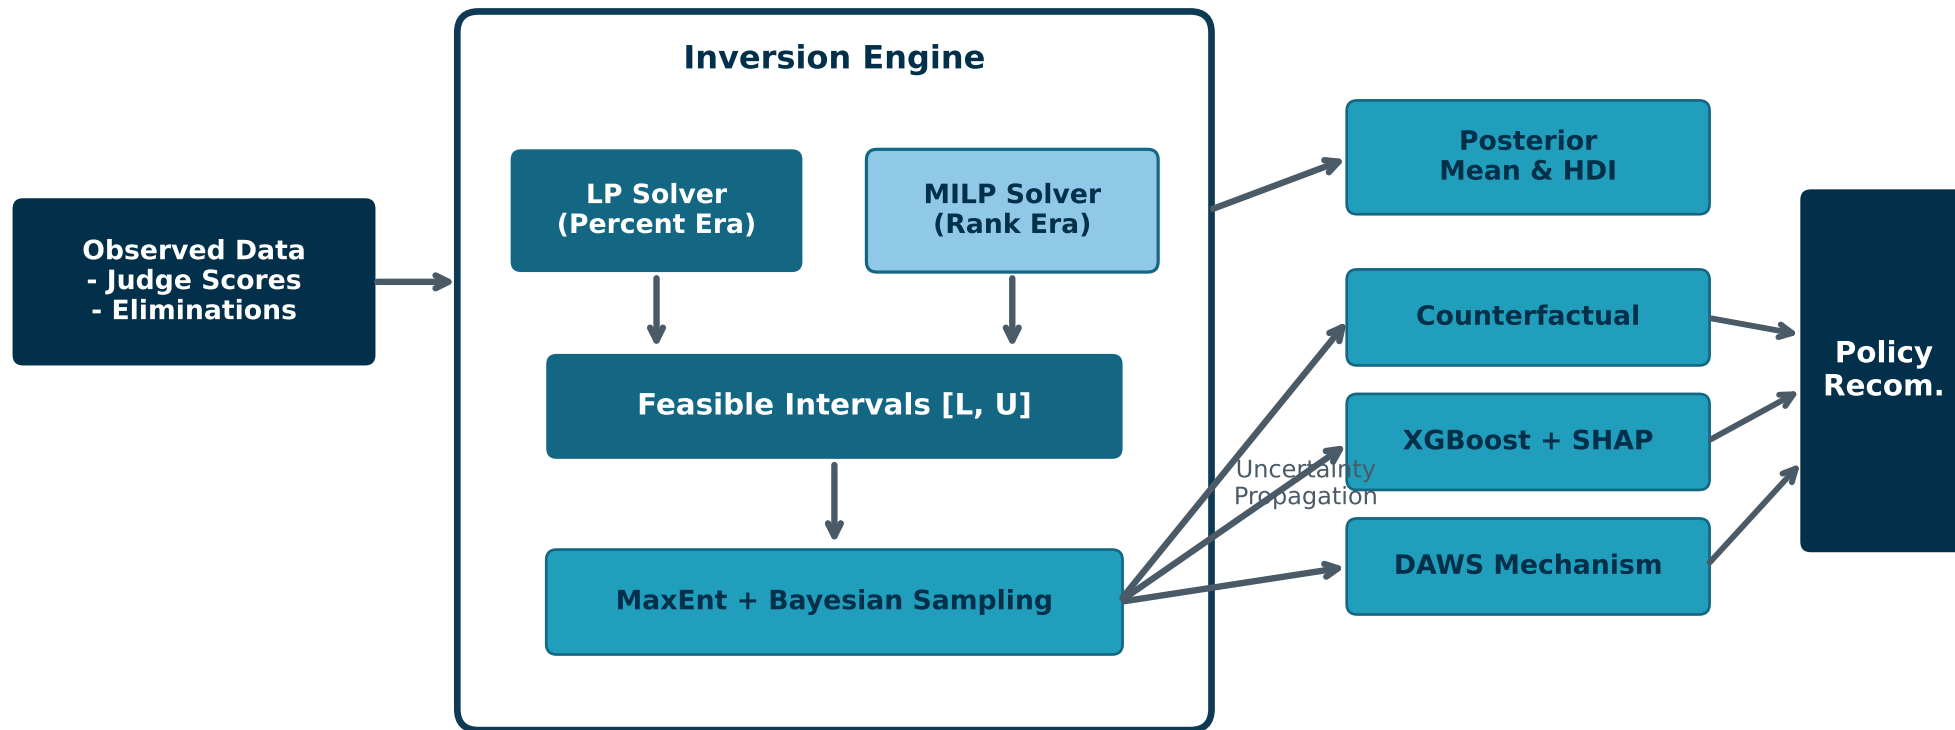 Inversion Engine
Observed Data
- Judge Scores
- Eliminations
LP Solver
(Percent Era)
MILP Solver
(Rank Era)
Feasible Intervals [L, U]
MaxEnt + Bayesian Sampling
Uncertainty
Propagation
Posterior
Mean & HDI
Counterfactual
XGBoost + SHAP
DAWS Mechanism
Policy
Recom.